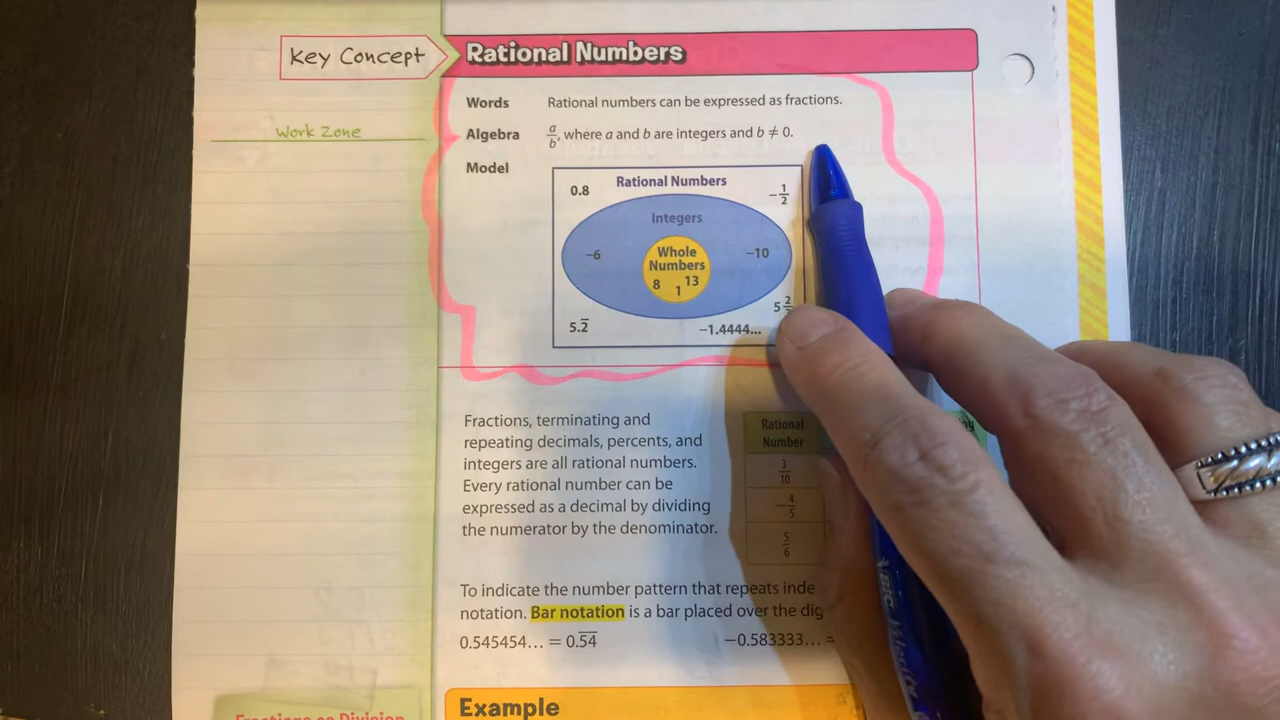 Key Concept
Rational Numbers
Work Zone
Words Rational numbers can be expressed as fractions.
Algebra a/b, where a and b are integers and b ≠ 0.
Model
Rational Numbers
0.8 -1/2
Integers
-6 -10
Whole
Numbers
8 1 13
5
5.2̅ -1.4444...
Fractions, terminating and
repeating decimals, percents, and
integers are all rational numbers.
Every rational number can be
expressed as a decimal by dividing
the numerator by the denominator.
Rational
Number
3/10
-4/5
5/6
To indicate the number pattern that repeats
notation. Bar notation is a bar placed over the
0.545454... = 0.5̅4̅ -0.583333... =
Example
Fractions as Division
BIC